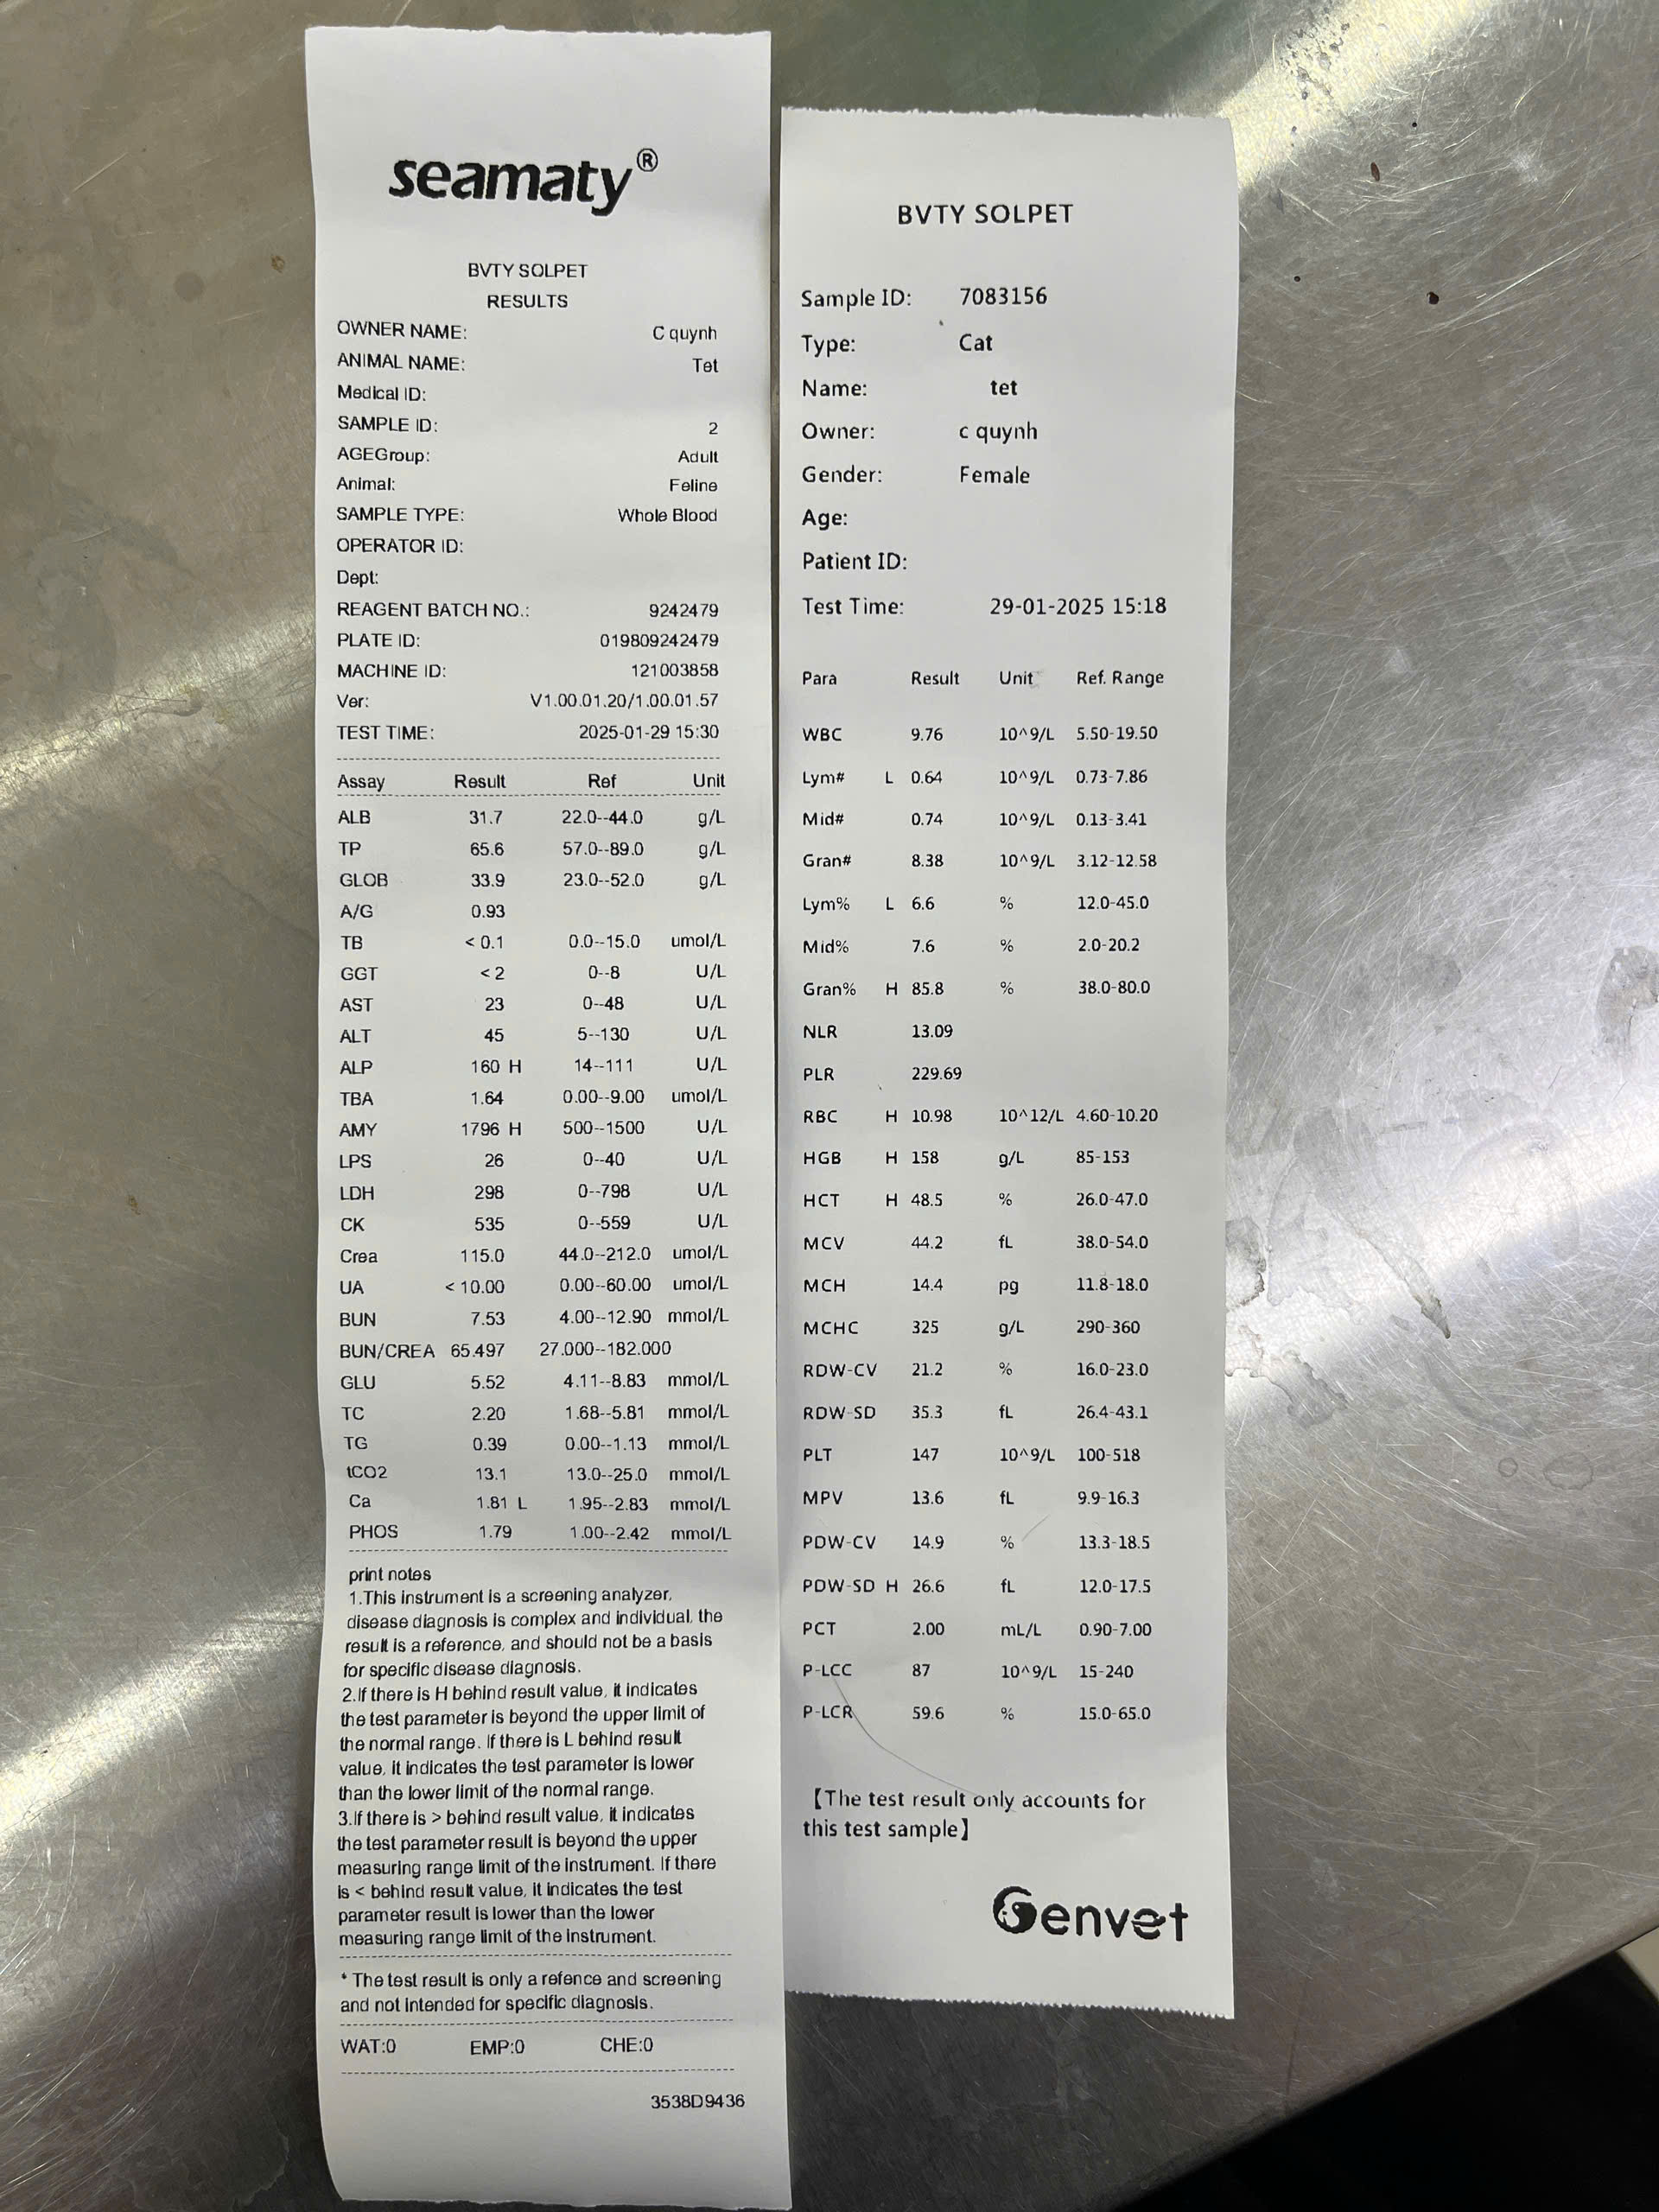 seamaty®
BVTY SOLPET
RESULTS
OWNER NAME: C quynh
ANIMAL NAME: Tet
Medical ID:
SAMPLE ID: 2
AGEGroup: Adult
Animal: Feline
SAMPLE TYPE: Whole Blood
OPERATOR ID:
Dept:
REAGENT BATCH NO.: 9242479
PLATE ID: 019809242479
MACHINE ID: 121003858
Ver: V1.00.01.20/1.00.01.57
TEST TIME: 2025-01-29 15:30
Assay Result Ref Unit
ALB 31.7 22.0--44.0 g/L
TP 65.6 57.0--89.0 g/L
GLOB 33.9 23.0--52.0 g/L
A/G 0.93
TB < 0.1 0.0--15.0 umol/L
GGT < 2 0--8 U/L
AST 23 0--48 U/L
ALT 45 5--130 U/L
ALP 160 H 14--111 U/L
TBA 1.64 0.00--9.00 umol/L
AMY 1796 H 500--1500 U/L
LPS 26 0--40 U/L
LDH 298 0--798 U/L
CK 535 0--559 U/L
Crea 115.0 44.0--212.0 umol/L
UA < 10.00 0.00--60.00 umol/L
BUN 7.53 4.00--12.90 mmol/L
BUN/CREA 65.497 27.000--182.000
GLU 5.52 4.11--8.83 mmol/L
TC 2.20 1.68--5.81 mmol/L
TG 0.39 0.00--1.13 mmol/L
tCO2 13.1 13.0--25.0 mmol/L
Ca 1.81 L 1.95--2.83 mmol/L
PHOS 1.79 1.00--2.42 mmol/L
print notes
1.This instrument is a screening analyzer,
disease diagnosis is complex and individual, the
result is a reference, and should not be a basis
for specific disease diagnosis.
2.If there is H behind result value, it indicates
the test parameter is beyond the upper limit of
the normal range. If there is L behind result
value, it indicates the test parameter is lower
than the lower limit of the normal range.
3.If there is > behind result value, it indicates
the test parameter result is beyond the upper
measuring range limit of the instrument. If there
is < behind result value, it indicates the test
parameter result is lower than the lower
measuring range limit of the instrument.
* The test result is only a refence and screening
and not intended for specific diagnosis.
WAT:0 EMP:0 CHE:0
3538D9436
BVTY SOLPET
Sample ID: 7083156
Type: Cat
Name: tet
Owner: c quynh
Gender: Female
Age:
Patient ID:
Test Time: 29-01-2025 15:18
Para Result Unit Ref. Range
WBC 9.76 10^9/L 5.50-19.50
Lym# L 0.64 10^9/L 0.73-7.86
Mid# 0.74 10^9/L 0.13-3.41
Gran# 8.38 10^9/L 3.12-12.58
Lym% L 6.6 % 12.0-45.0
Mid% 7.6 % 2.0-20.2
Gran% H 85.8 % 38.0-80.0
NLR 13.09
PLR 229.69
RBC H 10.98 10^12/L 4.60-10.20
HGB H 158 g/L 85-153
HCT H 48.5 % 26.0-47.0
MCV 44.2 fL 38.0-54.0
MCH 14.4 pg 11.8-18.0
MCHC 325 g/L 290-360
RDW-CV 21.2 % 16.0-23.0
RDW-SD 35.3 fL 26.4-43.1
PLT 147 10^9/L 100-518
MPV 13.6 fL 9.9-16.3
PDW-CV 14.9 % 13.3-18.5
PDW-SD H 26.6 fL 12.0-17.5
PCT 2.00 mL/L 0.90-7.00
P-LCC 87 10^9/L 15-240
P-LCR 59.6 % 15.0-65.0
【The test result only accounts for
this test sample】
Genvet